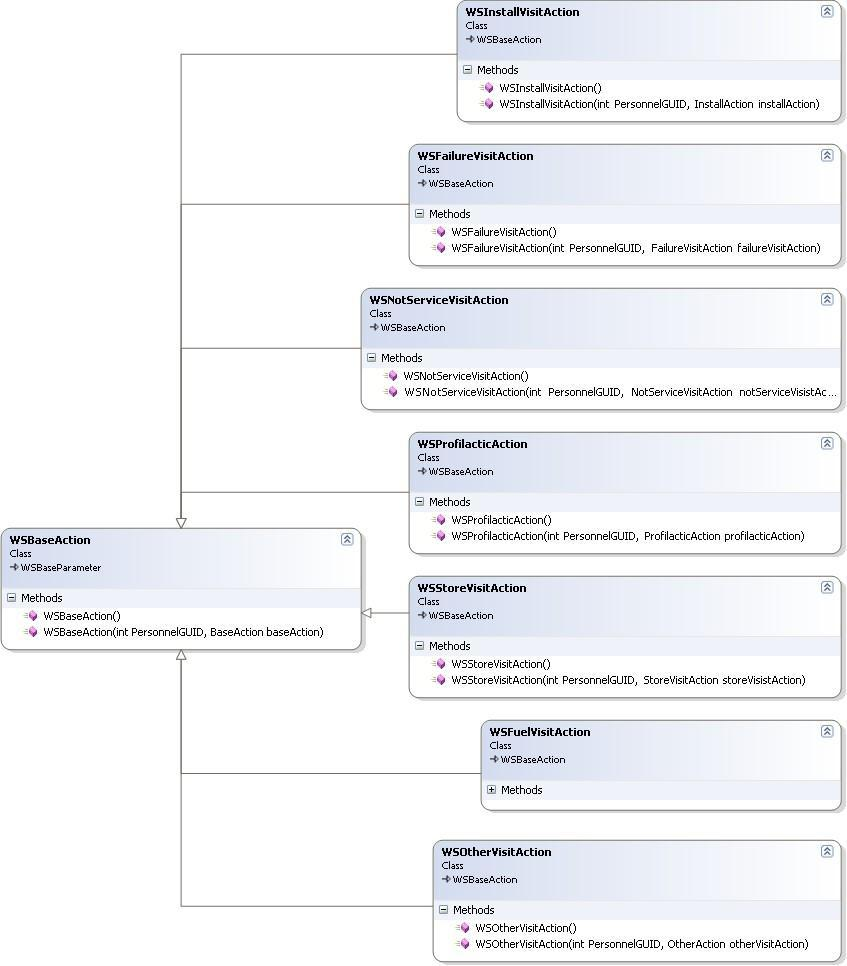 WSInstallVisitAction
Class
WSBaseAction
Methods
WSInstallVisitAction()
WSInstallVisitAction(int PersonnelGUID, InstallAction installAction)
WSFailureVisitAction
Class
WSBaseAction
Methods
WSFailureVisitAction()
WSFailureVisitAction(int PersonnelGUID, FailureVisitAction failureVisitAction)
WSNotServiceVisitAction
Class
WSBaseAction
Methods
WSNotServiceVisitAction()
WSNotServiceVisitAction(int PersonnelGUID, NotServiceVisitAction notServiceVisistAc...
WSProfilacticAction
Class
WSBaseAction
Methods
WSProfilacticAction()
WSProfilacticAction(int PersonnelGUID, ProfilacticAction profilacticAction)
WSBaseAction
Class
WSBaseParameter
Methods
WSBaseAction()
WSBaseAction(int PersonnelGUID, BaseAction baseAction)
WSStoreVisitAction
Class
WSBaseAction
Methods
WSStoreVisitAction()
WSStoreVisitAction(int PersonnelGUID, StoreVisitAction storeVisistAction)
WSFuelVisitAction
Class
WSBaseAction
Methods
WSOtherVisitAction
Class
WSBaseAction
Methods
WSOtherVisitAction()
WSOtherVisitAction(int PersonnelGUID, OtherAction otherVisitAction)